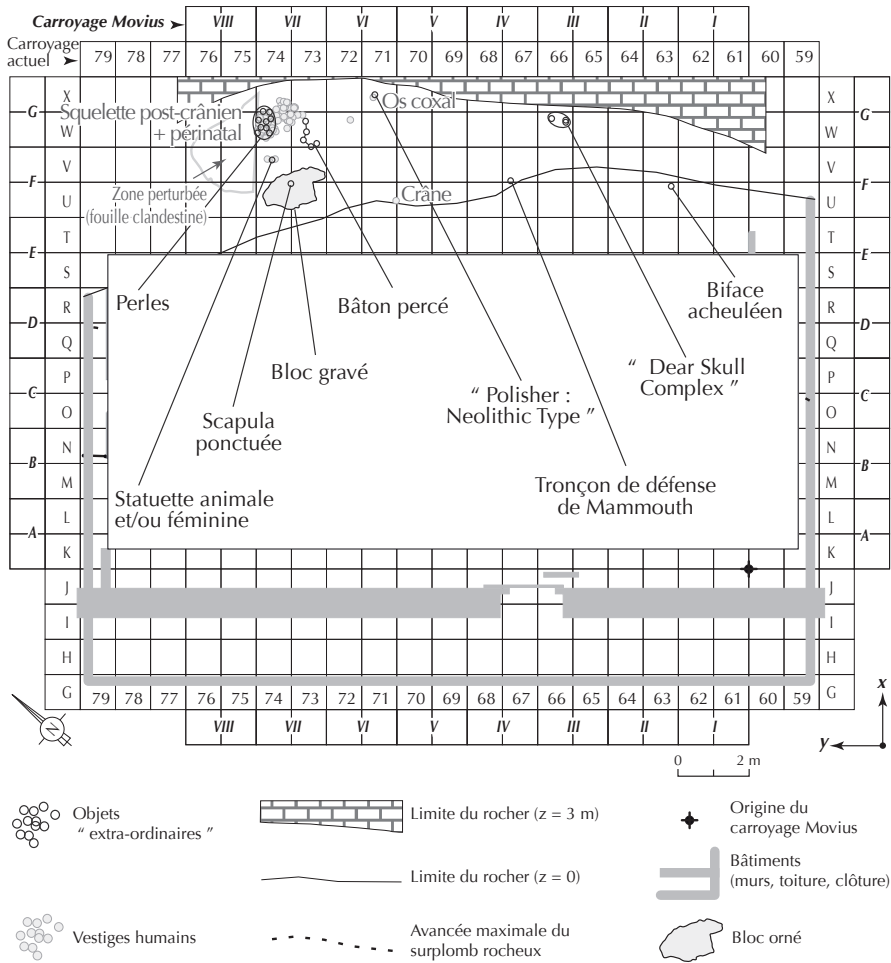 Carroyage Movius VIII VII VI V IV III II I
Carroyage
actuel 79 78 77 76 75 74 73 72 71 70 69 68 67 66 65 64 63 62 61 60 59
X X
G G
W W
V V
F F
U U
T T
E E
S S
R R
D D
Q Q
P P
C C
O O
N N
B B
M M
L L
A A
K K
J J
I I
H H
G G
Squelette post-crânien
+ périnatal
Os coxal
Zone perturbée
(fouille clandestine)
Crâne
Perles
Bâton percé
Biface
acheuléen
Bloc gravé
“ Dear Skull
Complex ”
“ Polisher :
Neolithic Type ”
Scapula
ponctuée
Statuette animale
et/ou féminine
Tronçon de défense
de Mammouth
79 78 77 76 75 74 73 72 71 70 69 68 67 66 65 64 63 62 61 60 59
VIII VII VI V IV III II I
N
x
y
0 2 m
Objets
“ extra-ordinaires ”
Limite du rocher (z = 3 m)
Origine du
carroyage Movius
Limite du rocher (z = 0)
Bâtiments
(murs, toiture, clôture)
Vestiges humains
Avancée maximale du
surplomb rocheux
Bloc orné